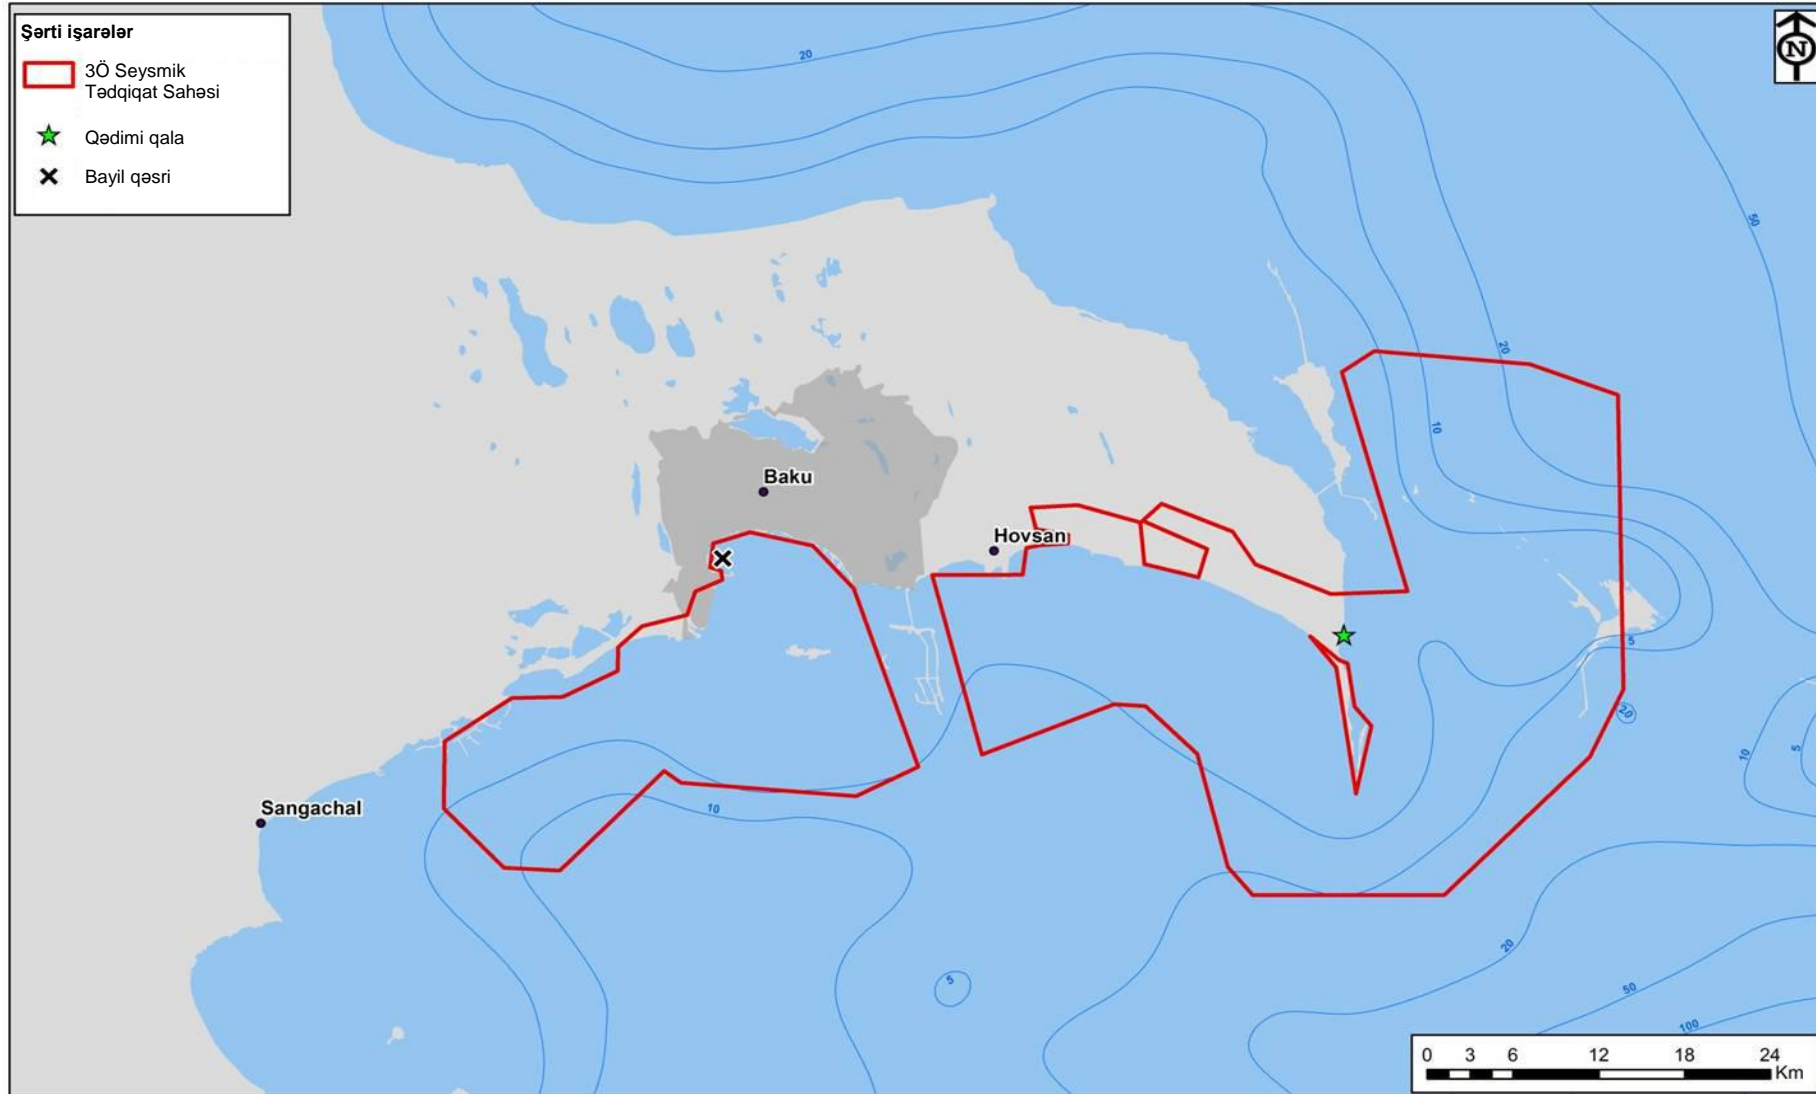 Şərti işarələr
3Ö Seysmik
Tədqiqat Sahəsi
Qədimi qala
Bayil qəsri
N
20
50
20
10
Baku
Hovsan
5
20
10
5
Sangachal
10
5
20
50
100
0 3 6 12 18 24
Km